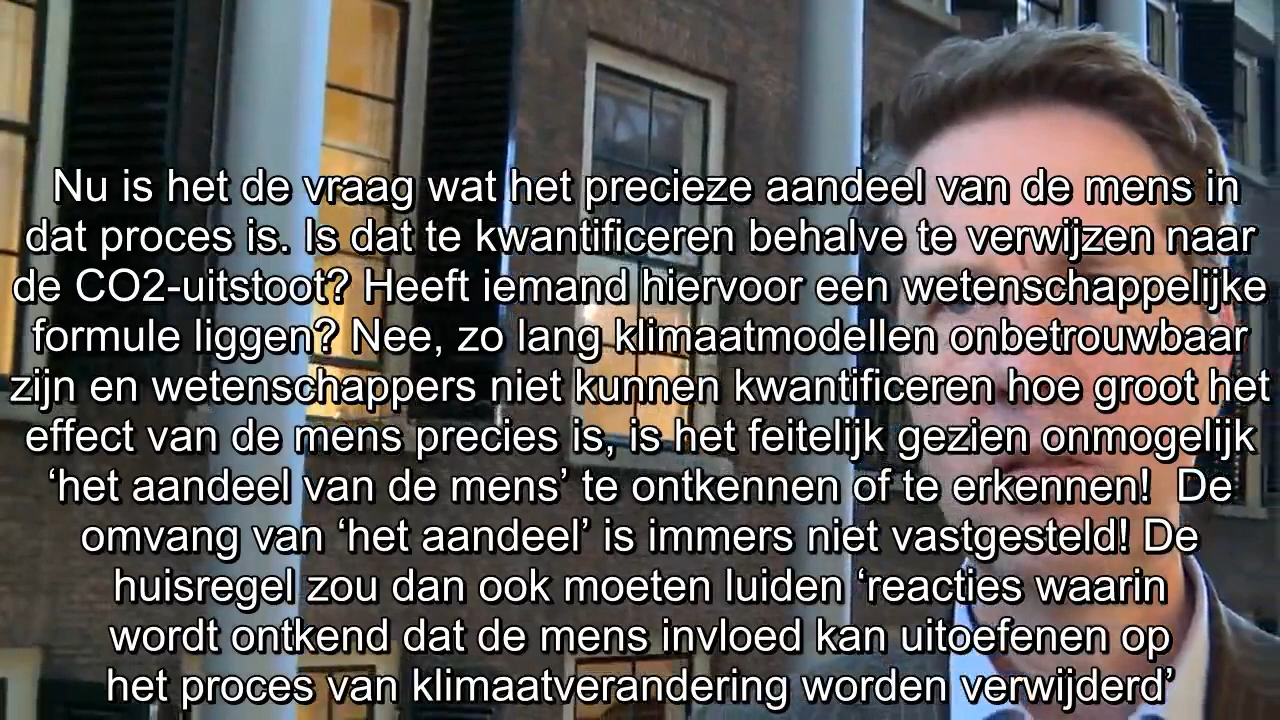 Nu is het de vraag wat het precieze aandeel van de mens in
dat proces is. Is dat te kwantificeren behalve te verwijzen naar
de CO2-uitstoot? Heeft iemand hiervoor een wetenschappelijke
formule liggen? Nee, zo lang klimaatmodellen onbetrouwbaar
zijn en wetenschappers niet kunnen kwantificeren hoe groot het
effect van de mens precies is, is het feitelijk gezien onmogelijk
‘het aandeel van de mens’ te ontkennen of te erkennen!  De
omvang van ‘het aandeel’ is immers niet vastgesteld! De
huisregel zou dan ook moeten luiden ‘reacties waarin
wordt ontkend dat de mens invloed kan uitoefenen op
het proces van klimaatverandering worden verwijderd’